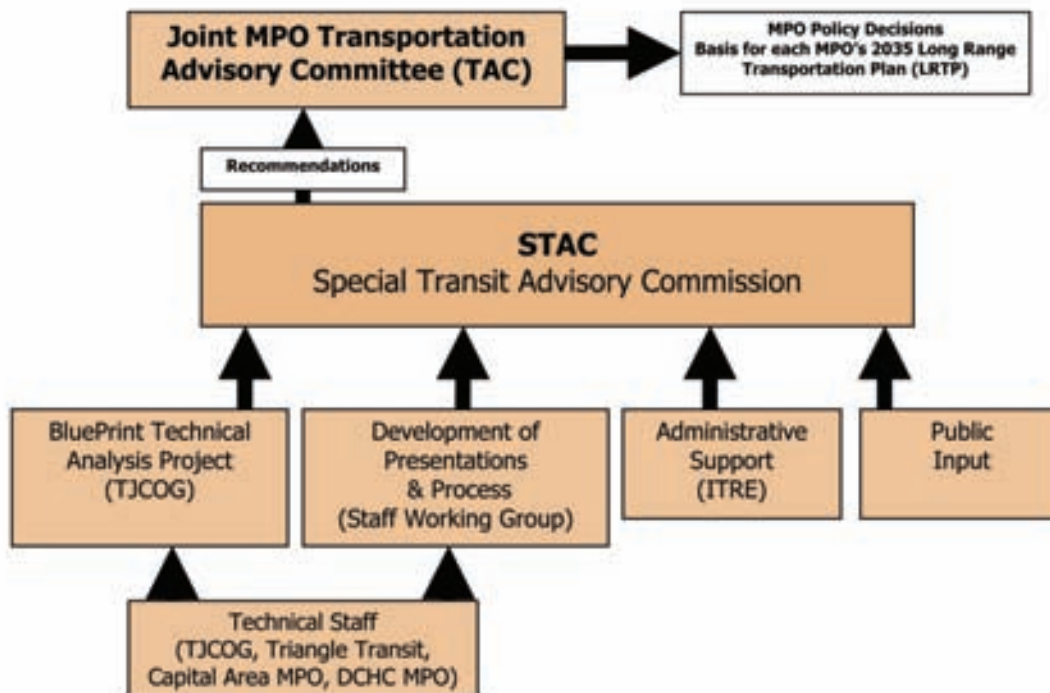 Joint MPO Transportation
Advisory Committee (TAC)
MPO Policy Decisions
Basis for each MPO's 2035 Long Range
Transportation Plan (LRTP)
Recommendations
STAC
Special Transit Advisory Commission
BluePrint Technical
Analysis Project
(TJCOG)
Development of
Presentations
& Process
(Staff Working Group)
Administrative
Support
(ITRE)
Public
Input
Technical Staff
(TJCOG, Triangle Transit,
Capital Area MPO, DCHC MPO)